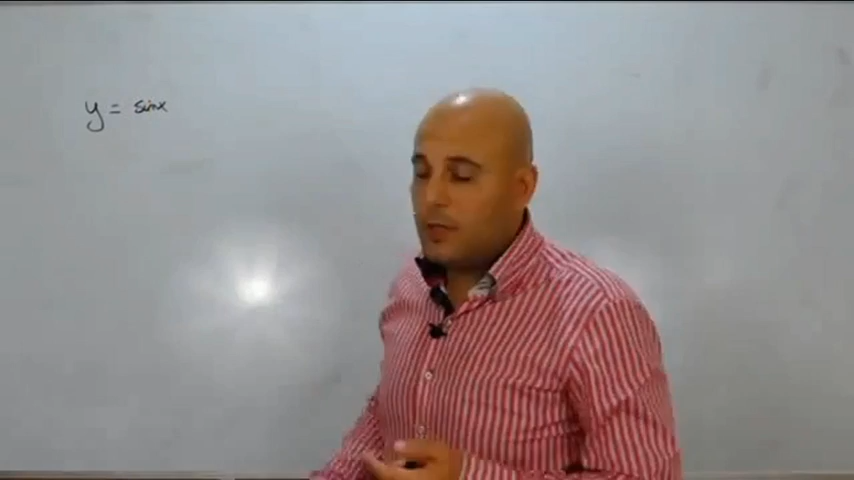 y = sinx